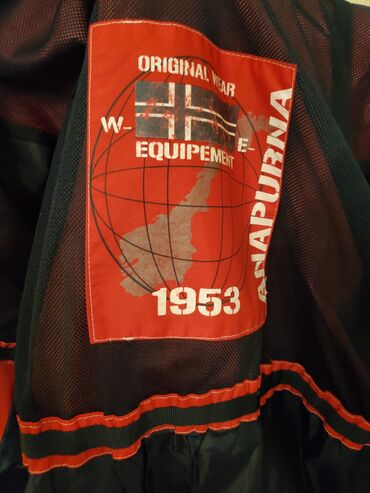 ORIGINAL WEAR
W-
E-
EQUIPEMENT
ANAPURNA
1953